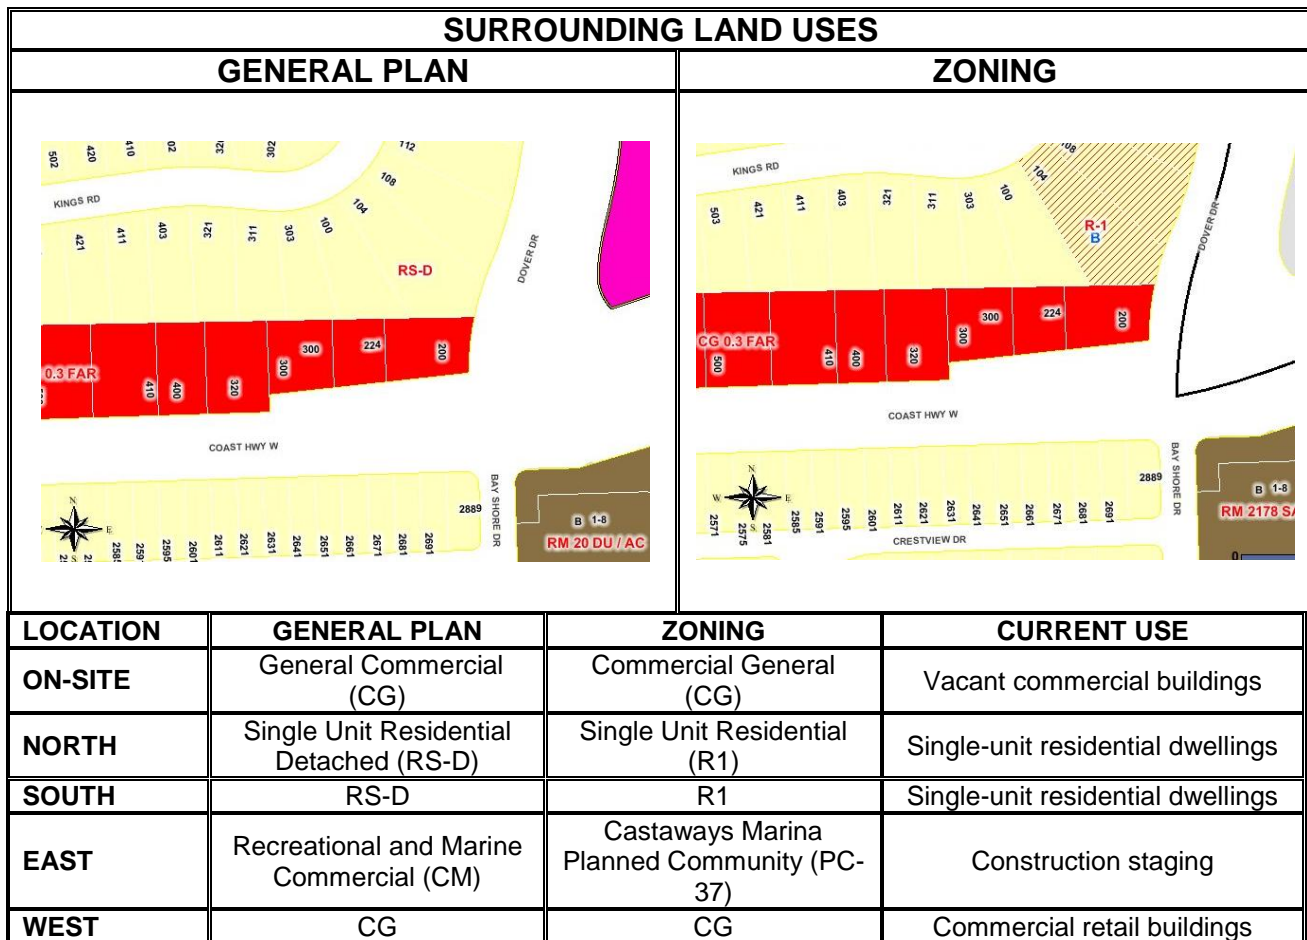 SURROUNDING LAND USES
GENERAL PLAN
ZONING
502
420
410
302
112
108
104
100
KINGS RD
421
411
403
321
311
303
RS-D
DOVER DR
0.3 FAR
410
400
320
300
300
224
200
COAST HWY W
N
E
S
2585
2595
2601
2611
2621
2631
2641
2651
2661
2671
2681
2691
2889
BAY SHORE DR
B 1-8
RM 20 DU / AC
KINGS RD
503
421
411
403
321
311
303
100
104
108
R-1
B
DOVER DR
CG 0.3 FAR
500
410
400
320
300
300
224
200
COAST HWY W
N
W
E
S
2571
2575
2581
2585
2591
2595
2601
2611
2621
2631
2641
2651
2661
2671
2681
2691
2889
BAY SHORE DR
CRESTVIEW DR
B 1-8
RM 2178 SA
0
LOCATION GENERAL PLAN ZONING CURRENT USE
ON-SITE
General Commercial
(CG)
Commercial General
(CG)
Vacant commercial buildings
NORTH
Single Unit Residential
Detached (RS-D)
Single Unit Residential
(R1)
Single-unit residential dwellings
SOUTH RS-D R1 Single-unit residential dwellings
EAST
Recreational and Marine
Commercial (CM)
Castaways Marina
Planned Community (PC-
37)
Construction staging
WEST CG CG Commercial retail buildings